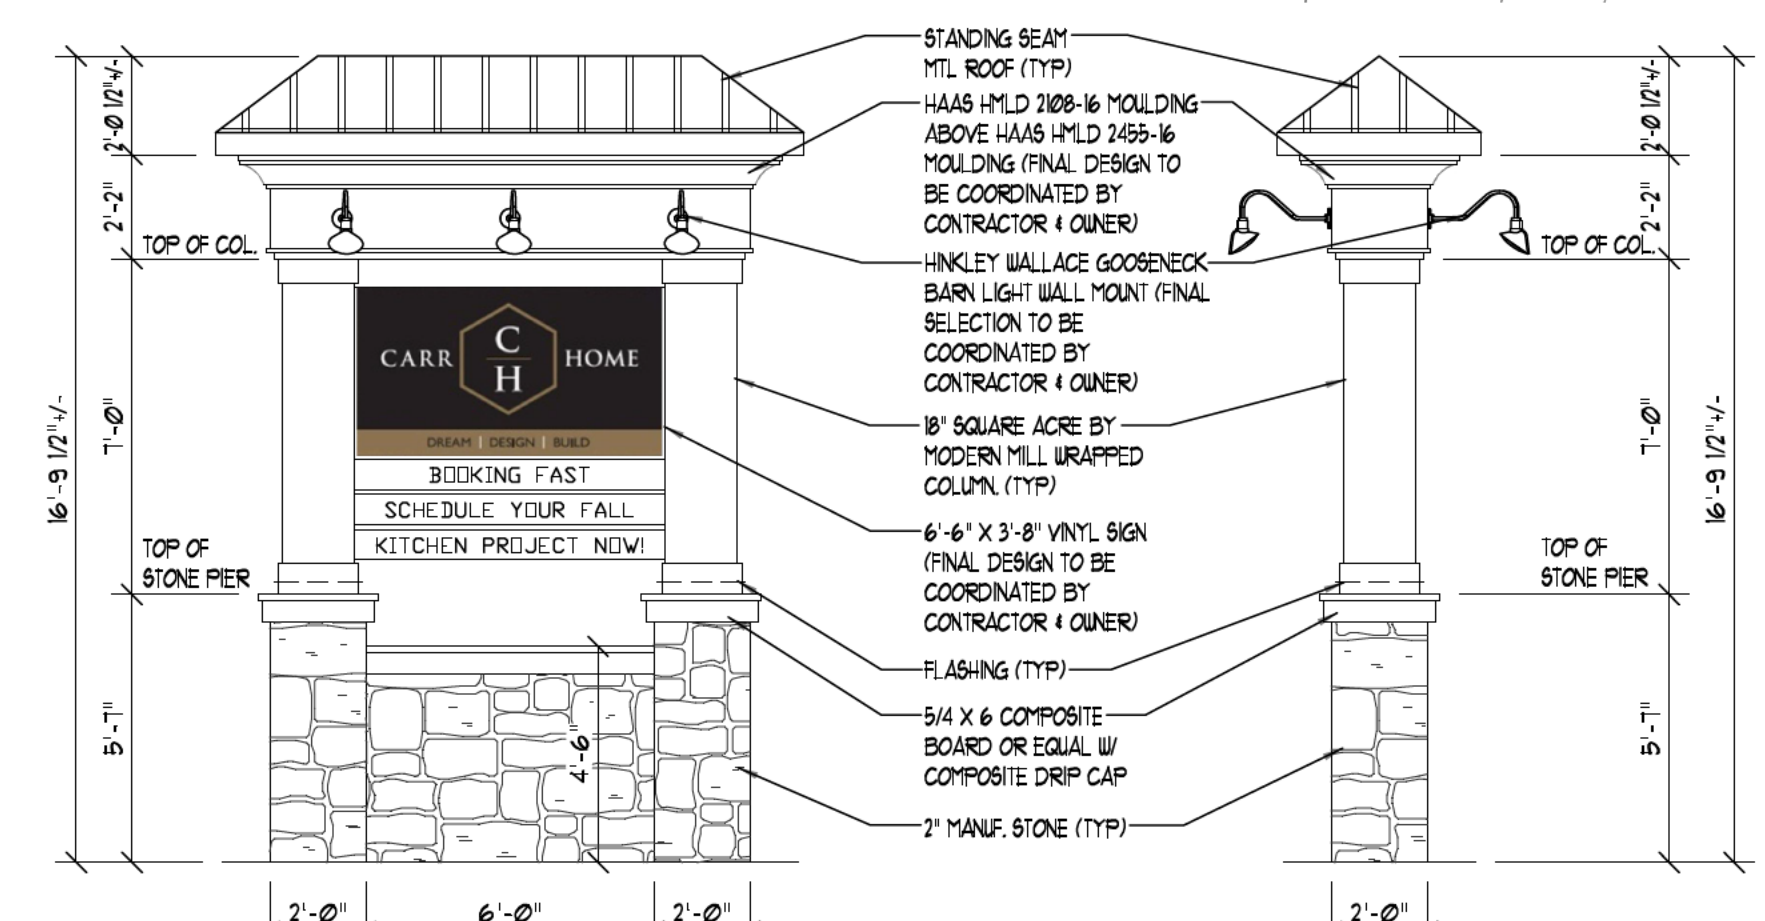 STANDING SEAM
MTL ROOF (TYP)
HAAS HMLD 2108-16 MOULDING
ABOVE HAAS HMLD 2455-16
MOULDING (FINAL DESIGN TO
BE COORDINATED BY
CONTRACTOR & OWNER)
HINKLEY WALLACE GOOSENECK
BARN LIGHT WALL MOUNT (FINAL
SELECTION TO BE
COORDINATED BY
CONTRACTOR & OWNER)
18" SQUARE ACRE BY
MODERN MILL WRAPPED
COLUMN. (TYP)
6'-6" X 3'-8" VINYL SIGN
(FINAL DESIGN TO BE
COORDINATED BY
CONTRACTOR & OWNER)
FLASHING (TYP)
5/4 X 6 COMPOSITE
BOARD OR EQUAL W/
COMPOSITE DRIP CAP
2" MANUF. STONE (TYP)
16'-9 1/2"+/-
2'-0 1/2"+/-
2'-2"
7'-0"
5'-7"
TOP OF COL.
TOP OF
STONE PIER
CARR
C
H
HOME
DREAM | DESIGN | BUILD
BOOKING FAST
SCHEDULE YOUR FALL
KITCHEN PROJECT NOW!
4'-6"
2'-0"
6'-0"
2'-0"
2'-0 1/2"+/-
2'-2"
7'-0"
5'-7"
16'-9 1/2"+/-
TOP OF COL.
TOP OF
STONE PIER
2'-0"